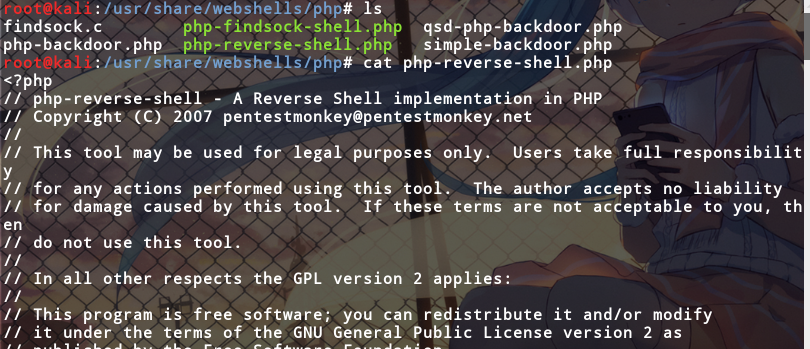 root@kali:/usr/share/webshells/php# ls
findsock.c        php-findsock-shell.php  qsd-php-backdoor.php
php-backdoor.php  php-reverse-shell.php   simple-backdoor.php
root@kali:/usr/share/webshells/php# cat php-reverse-shell.php
<?php
// php-reverse-shell - A Reverse Shell implementation in PHP
// Copyright (C) 2007 pentestmonkey@pentestmonkey.net
//
// This tool may be used for legal purposes only.  Users take full responsibilit
y
// for any actions performed using this tool.  The author accepts no liability
// for damage caused by this tool.  If these terms are not acceptable to you, th
en
// do not use this tool.
//
// In all other respects the GPL version 2 applies:
//
// This program is free software; you can redistribute it and/or modify
// it under the terms of the GNU General Public License version 2 as
// published by the Free Software Foundation